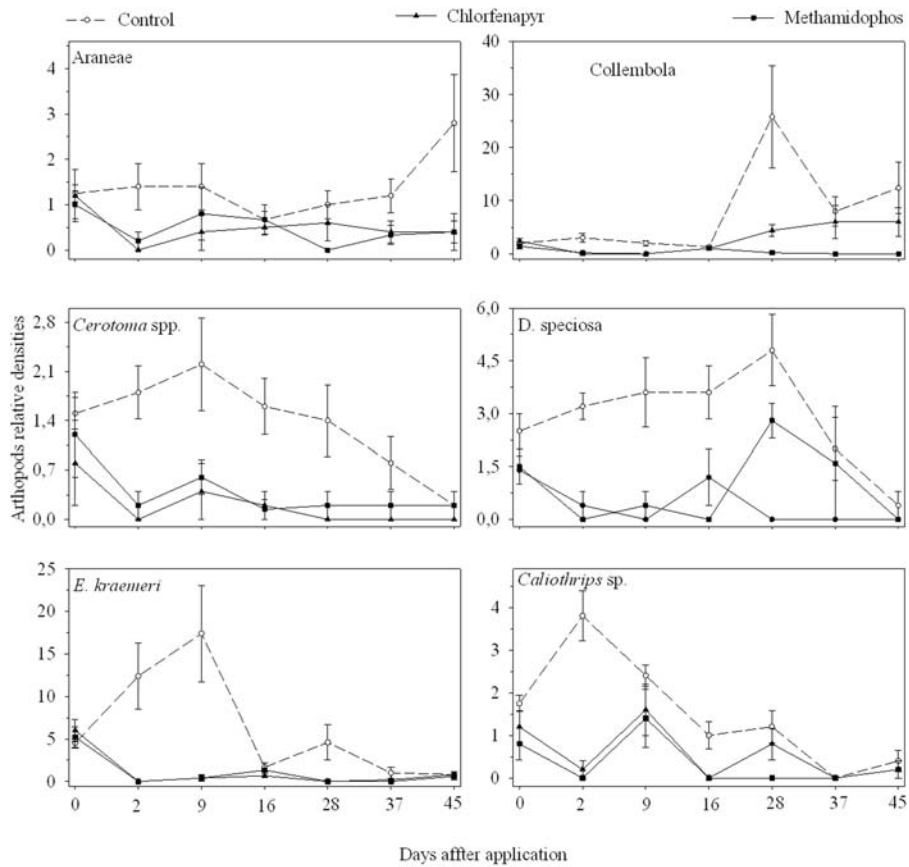 Control Chlorfenapyr Methamidophos
Araneae
4
3
2
1
0
Collembola
40
30
20
10
0
Arthopods relative densities
Cerotoma spp.
2,8
2,1
1,4
0,7
0,0
D. speciosa
6,0
4,5
3,0
1,5
0,0
E. kraemeri
25
20
15
10
5
0
0 2 9 16 28 37 45
Caliothrips sp.
4
3
2
1
0
0 2 9 16 28 37 45
Days affter application